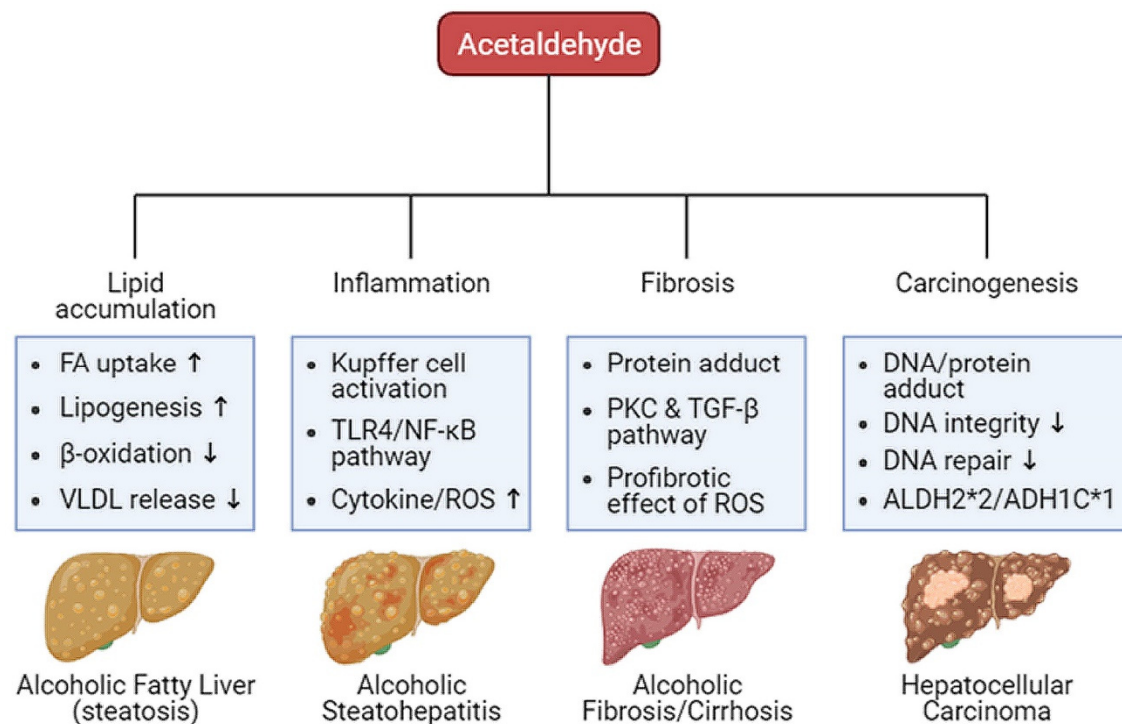 Acetaldehyde
Lipid
accumulation
• FA uptake ↑
• Lipogenesis ↑
• β-oxidation ↓
• VLDL release ↓
Alcoholic Fatty Liver
(steatosis)
Inflammation
• Kupffer cell
activation
• TLR4/NF-κB
pathway
• Cytokine/ROS ↑
Alcoholic
Steatohepatitis
Fibrosis
• Protein adduct
• PKC & TGF-β
pathway
• Profibrotic
effect of ROS
Alcoholic
Fibrosis/Cirrhosis
Carcinogenesis
• DNA/protein
adduct
• DNA integrity ↓
• DNA repair ↓
• ALDH2*2/ADH1C*1
Hepatocellular
Carcinoma